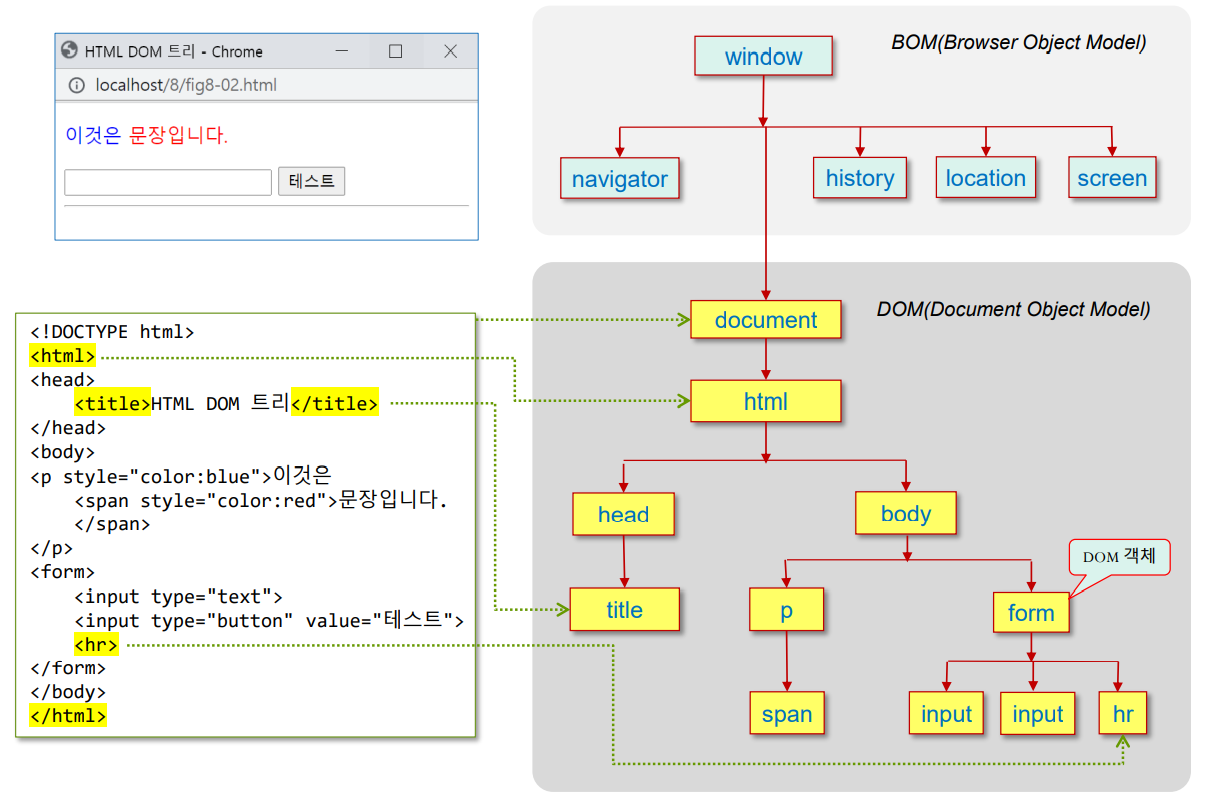 HTML DOM 트리 - Chrome
localhost/8/fig8-02.html
이것은 문장입니다.
테스트
BOM(Browser Object Model)
window
navigator
history
location
screen
DOM(Document Object Model)
document
html
head
body
DOM 객체
title
p
form
span
input
input
hr
<!DOCTYPE html>
<html>
<head>
<title>HTML DOM 트리</title>
</head>
<body>
<p style="color:blue">이것은
<span style="color:red">문장입니다.
</span>
</p>
<form>
<input type="text">
<input type="button" value="테스트">
<hr>
</form>
</body>
</html>